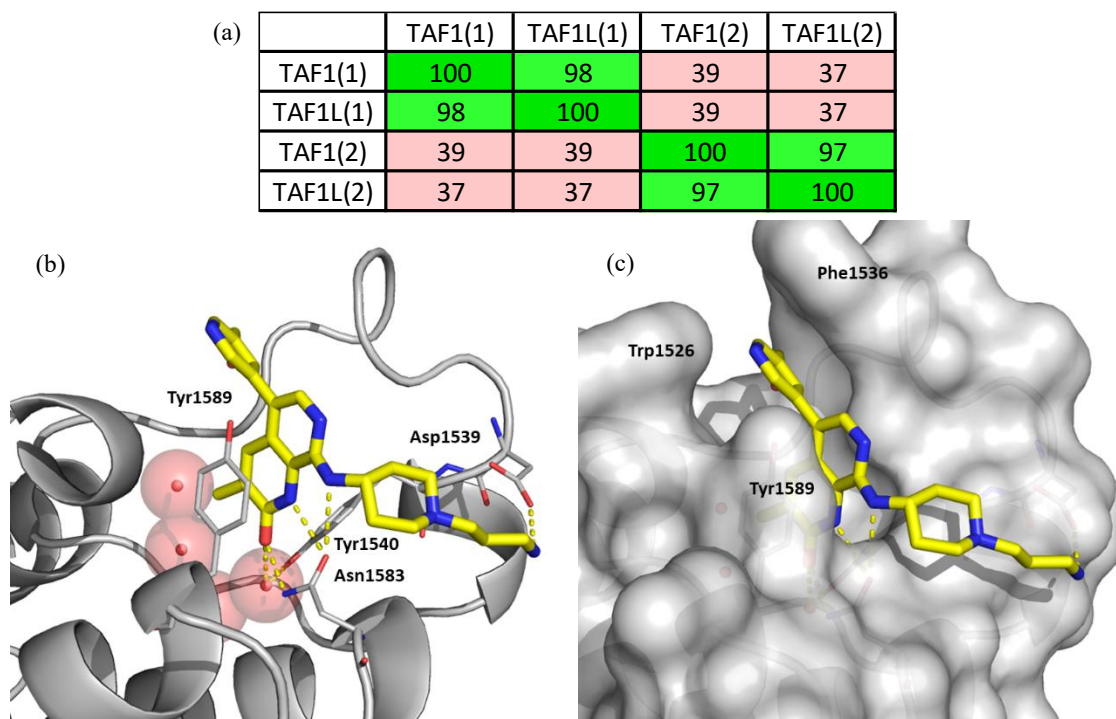 (a)
TAF1(1) TAF1L(1) TAF1(2) TAF1L(2)
TAF1(1) 100 98 39 37
TAF1L(1) 98 100 39 37
TAF1(2) 39 39 100 97
TAF1L(2) 37 37 97 100
(b)
Tyr1589
Asp1539
Tyr1540
Asn1583
(c)
Phe1536
Trp1526
Tyr1589